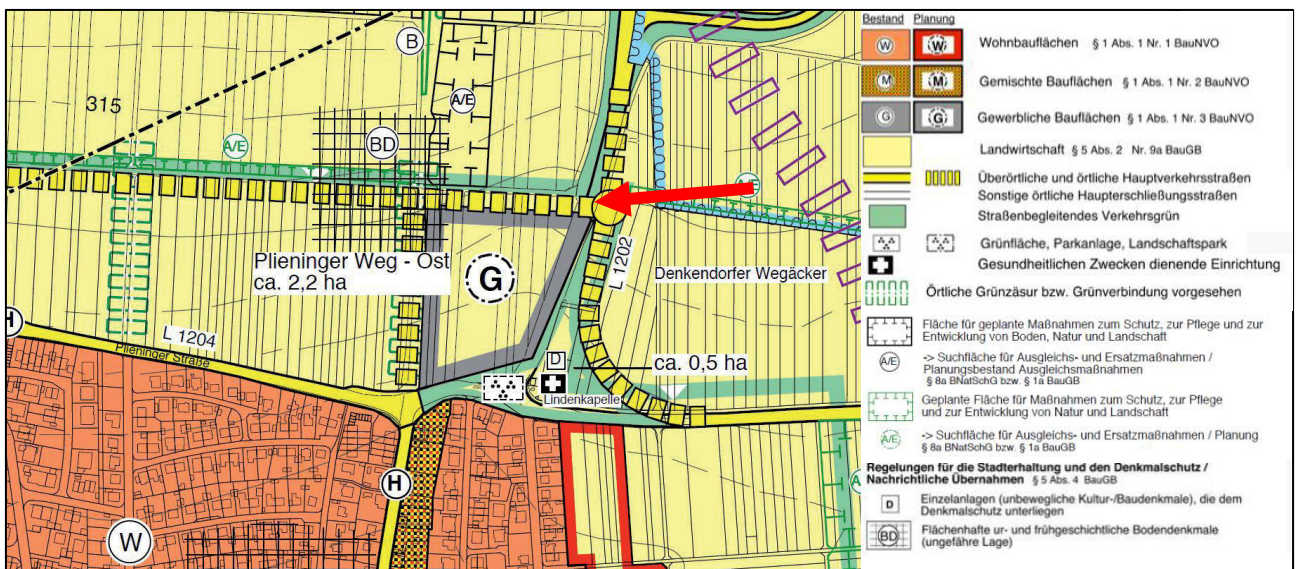 B
315
A/E
A/E
BD
A/E
Plieninger Weg - Ost
ca. 2,2 ha
G
L 1202
Denkendorfer Wegäcker
H
L 1204
Plieninger Straße
D
ca. 0,5 ha
Lindenkapelle
H
W
A
Bestand Planung
W W Wohnbauflächen § 1 Abs. 1 Nr. 1 BauNVO
M M Gemischte Bauflächen § 1 Abs. 1 Nr. 2 BauNVO
G G Gewerbliche Bauflächen § 1 Abs. 1 Nr. 3 BauNVO
Landwirtschaft § 5 Abs. 2 Nr. 9a BauGB
Überörtliche und örtliche Hauptverkehrsstraßen
Sonstige örtliche Haupterschließungsstraßen
Straßenbegleitendes Verkehrsgrün
Grünfläche, Parkanlage, Landschaftspark
Gesundheitlichen Zwecken dienende Einrichtung
Örtliche Grünzäsur bzw. Grünverbindung vorgesehen
Fläche für geplante Maßnahmen zum Schutz, zur Pflege und zur
Entwicklung von Boden, Natur und Landschaft
A/E -> Suchfläche für Ausgleichs- und Ersatzmaßnahmen /
Planungsbestand Ausgleichsmaßnahmen
§ 8a BNatSchG bzw. § 1a BauGB
Geplante Fläche für Maßnahmen zum Schutz, zur Pflege
und zur Entwicklung von Natur und Landschaft
A/E -> Suchfläche für Ausgleichs- und Ersatzmaßnahmen / Planung
§ 8a BNatSchG bzw. § 1a BauGB
Regelungen für die Stadterhaltung und den Denkmalschutz /
Nachrichtliche Übernahmen § 5 Abs. 4 BauGB
D Einzelanlagen (unbewegliche Kultur-/Baudenkmale), die dem
Denkmalschutz unterliegen
BD Flächenhafte ur- und frühgeschichtliche Bodendenkmale
(ungefähre Lage)